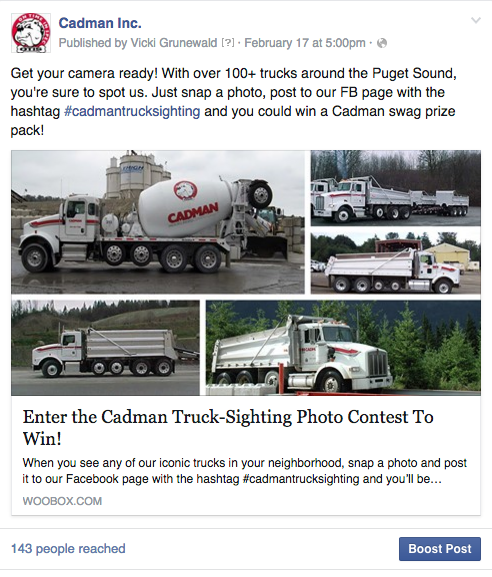 Cadman Inc.
Published by Vicki Grunewald [?] · February 17 at 5:00pm ·
Get your camera ready! With over 100+ trucks around the Puget Sound,
you're sure to spot us. Just snap a photo, post to our FB page with the
hashtag #cadmantrucksighting and you could win a Cadman swag prize
pack!
CADMAN
Enter the Cadman Truck-Sighting Photo Contest To
Win!
When you see any of our iconic trucks in your neighborhood, snap a photo and post
it to our Facebook page with the hashtag #cadmantrucksighting and you'll be…
WOOBOX.COM
143 people reached
Boost Post